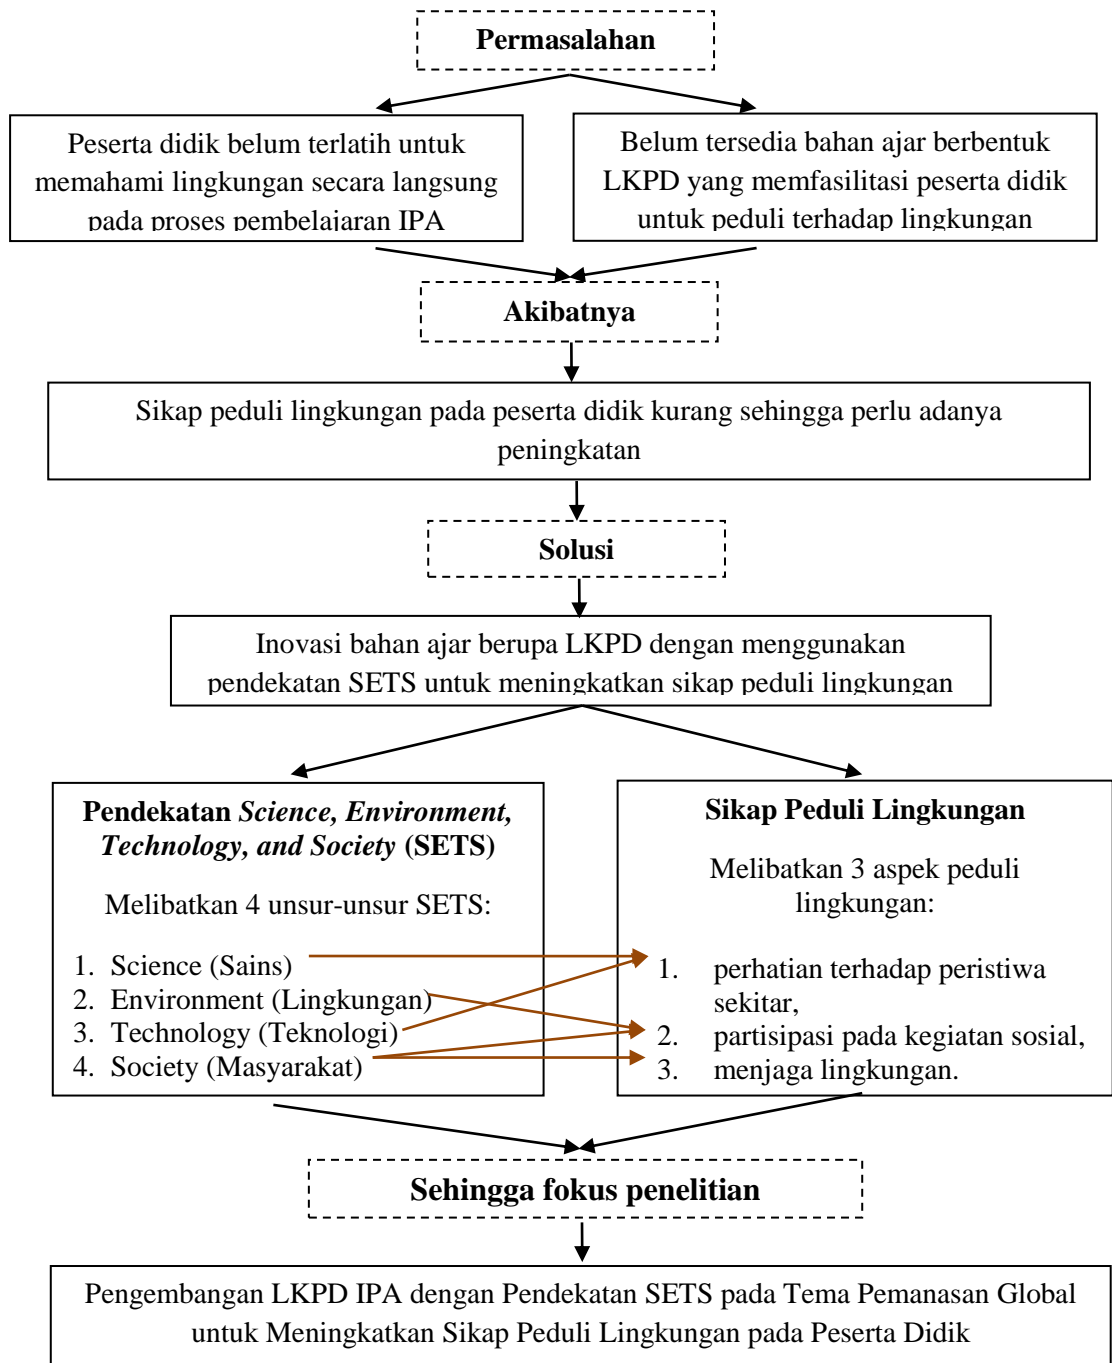 Permasalahan
Peserta didik belum terlatih untuk
memahami lingkungan secara langsung
pada proses pembelajaran IPA
Belum tersedia bahan ajar berbentuk
LKPD yang memfasilitasi peserta didik
untuk peduli terhadap lingkungan
Akibatnya
Sikap peduli lingkungan pada peserta didik kurang sehingga perlu adanya
peningkatan
Solusi
Inovasi bahan ajar berupa LKPD dengan menggunakan
pendekatan SETS untuk meningkatkan sikap peduli lingkungan
Pendekatan Science, Environment,
Technology, and Society (SETS)
Melibatkan 4 unsur-unsur SETS:
1. Science (Sains)
2. Environment (Lingkungan)
3. Technology (Teknologi)
4. Society (Masyarakat)
Sikap Peduli Lingkungan
Melibatkan 3 aspek peduli
lingkungan:
1. perhatian terhadap peristiwa
sekitar,
2. partisipasi pada kegiatan sosial,
3. menjaga lingkungan.
Sehingga fokus penelitian
Pengembangan LKPD IPA dengan Pendekatan SETS pada Tema Pemanasan Global
untuk Meningkatkan Sikap Peduli Lingkungan pada Peserta Didik